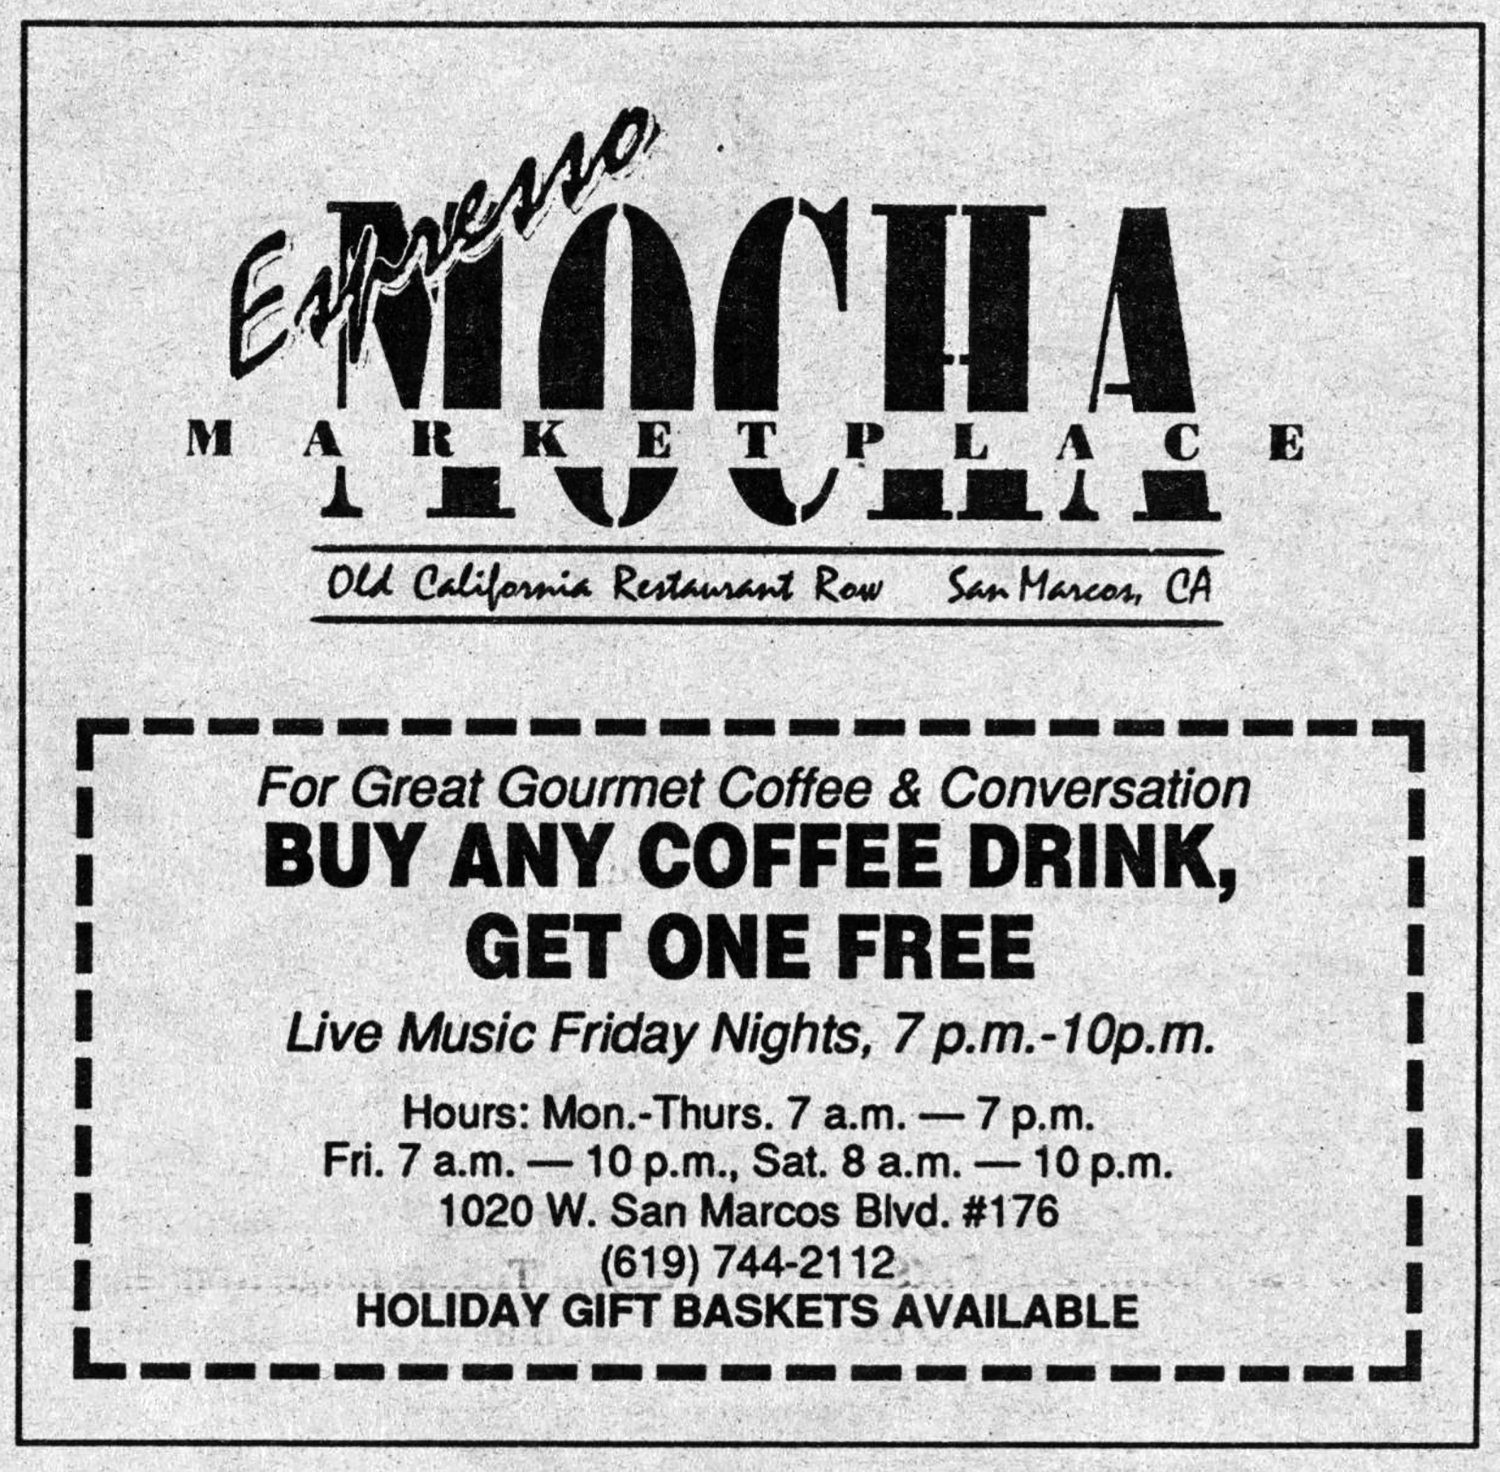 Espresso
MOCHA
MARKETPLACE
Old California Restaurant Row San Marcos, CA
For Great Gourmet Coffee & Conversation
BUY ANY COFFEE DRINK,
GET ONE FREE
Live Music Friday Nights, 7 p.m.-10p.m.
Hours: Mon.-Thurs. 7 a.m. — 7 p.m.
Fri. 7 a.m. — 10 p.m., Sat. 8 a.m. — 10 p.m.
1020 W. San Marcos Blvd. #176
(619) 744-2112
HOLIDAY GIFT BASKETS AVAILABLE